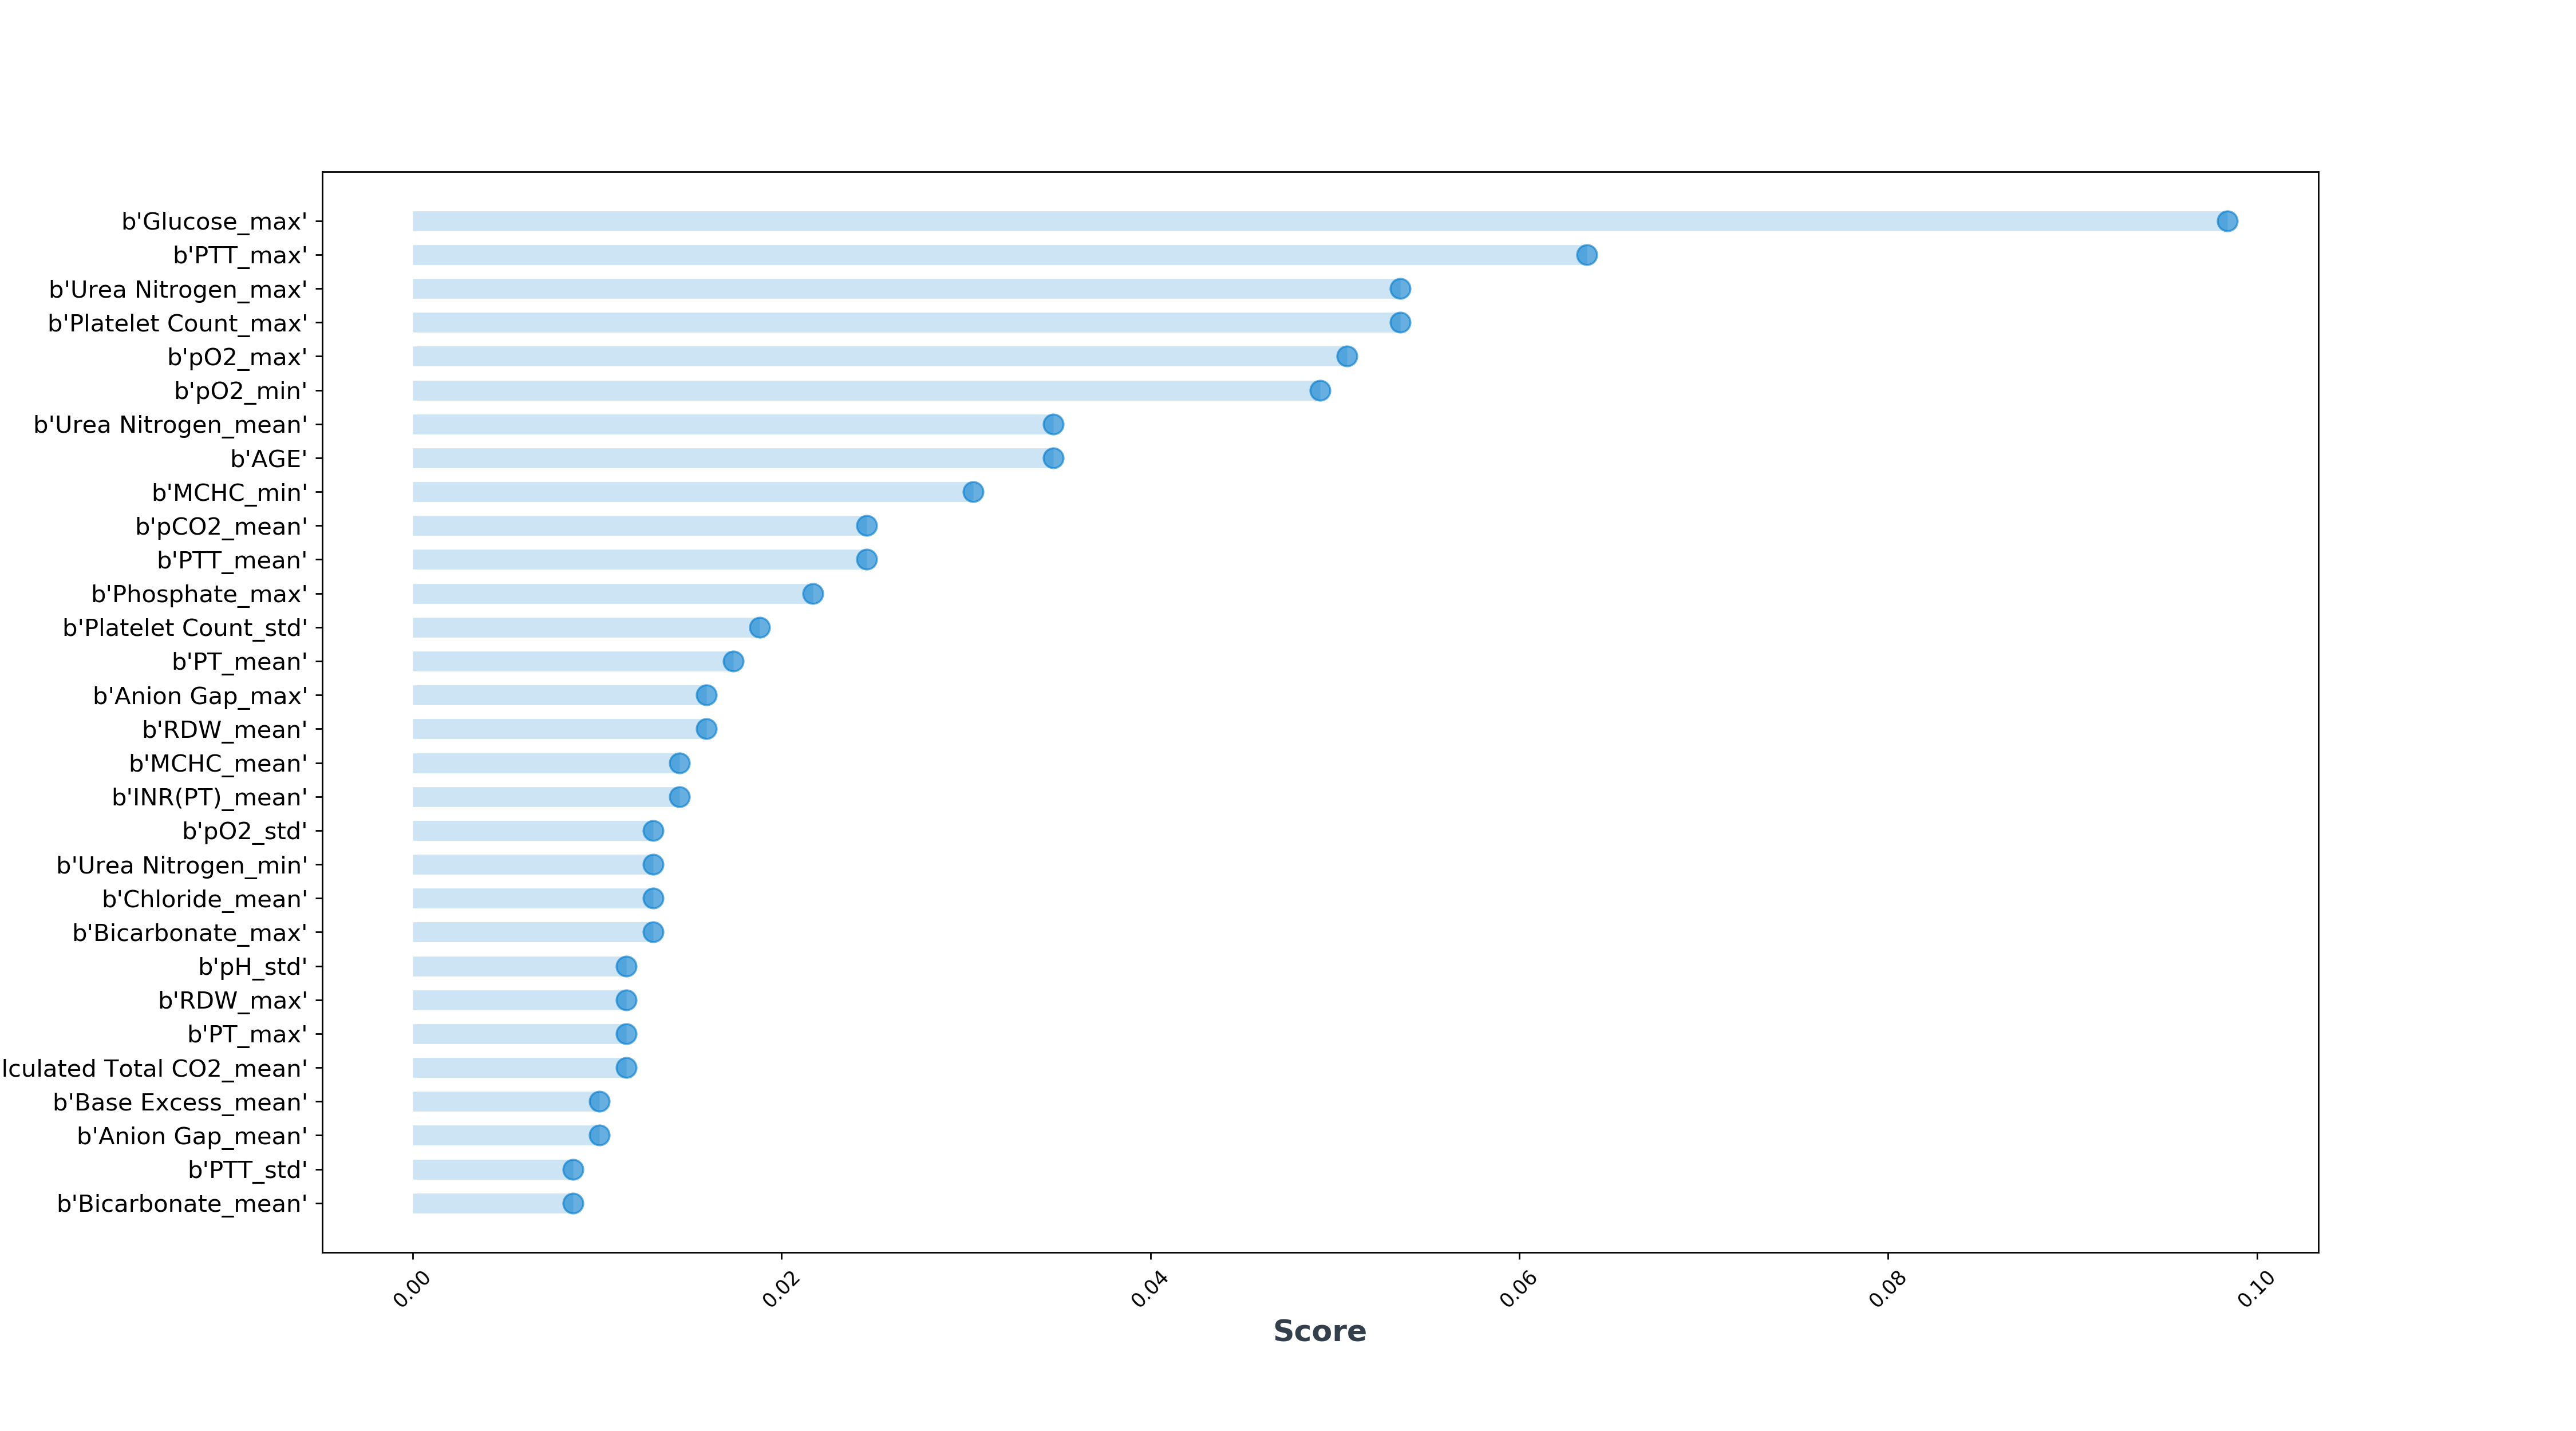 b'Glucose_max'
b'PTT_max'
b'Urea Nitrogen_max'
b'Platelet Count_max'
b'pO2_max'
b'pO2_min'
b'Urea Nitrogen_mean'
b'AGE'
b'MCHC_min'
b'pCO2_mean'
b'PTT_mean'
b'Phosphate_max'
b'Platelet Count_std'
b'PT_mean'
b'Anion Gap_max'
b'RDW_mean'
b'MCHC_mean'
b'INR(PT)_mean'
b'pO2_std'
b'Urea Nitrogen_min'
b'Chloride_mean'
b'Bicarbonate_max'
b'pH_std'
b'RDW_max'
b'PT_max'
lculated Total CO2_mean'
b'Base Excess_mean'
b'Anion Gap_mean'
b'PTT_std'
b'Bicarbonate_mean'
0.00 0.02 0.04 0.06 0.08 0.10
Score